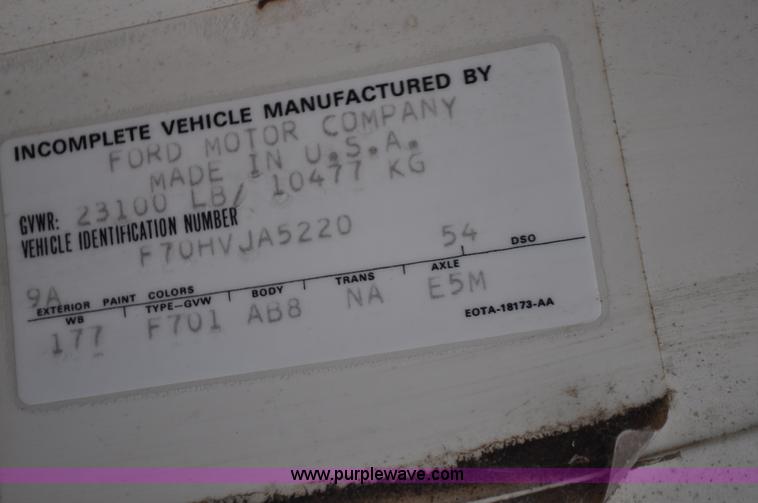 INCOMPLETE VEHICLE MANUFACTURED BY
FORD MOTOR COMPANY
MADE IN U.S.A.
GVWR: 23100 LB/ 10477 KG
VEHICLE IDENTIFICATION NUMBER
F70HVJA5220
9A 54
EXTERIOR PAINT COLORS DSO
WB TYPE-GVW BODY TRANS AXLE
177 F701 AB8 NA E5M
EOTA-18173-AA
www.purplewave.com